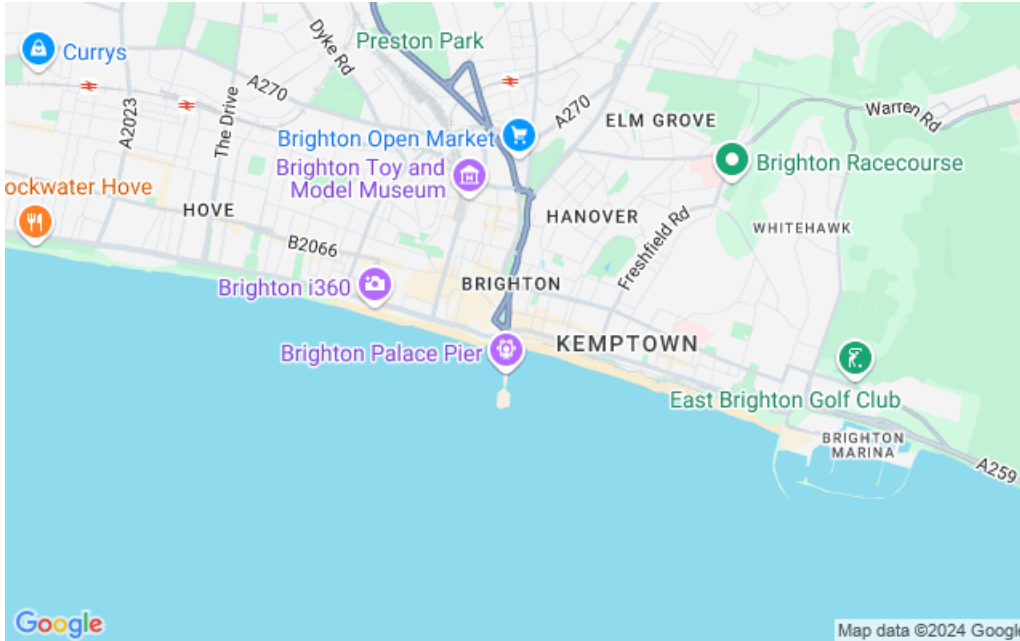 Preston Park
Currys
Dyke Rd
A270
A2023
The Drive
A270
Warren Rd
ELM GROVE
Brighton Open Market
Brighton Toy and
Model Museum
Brighton Racecourse
ockwater Hove
HOVE
HANOVER
Freshfield Rd
WHITEHAWK
B2066
Brighton i360
BRIGHTON
Brighton Palace Pier
KEMPTOWN
East Brighton Golf Club
BRIGHTON
MARINA
A259
Google
Map data ©2024 Google